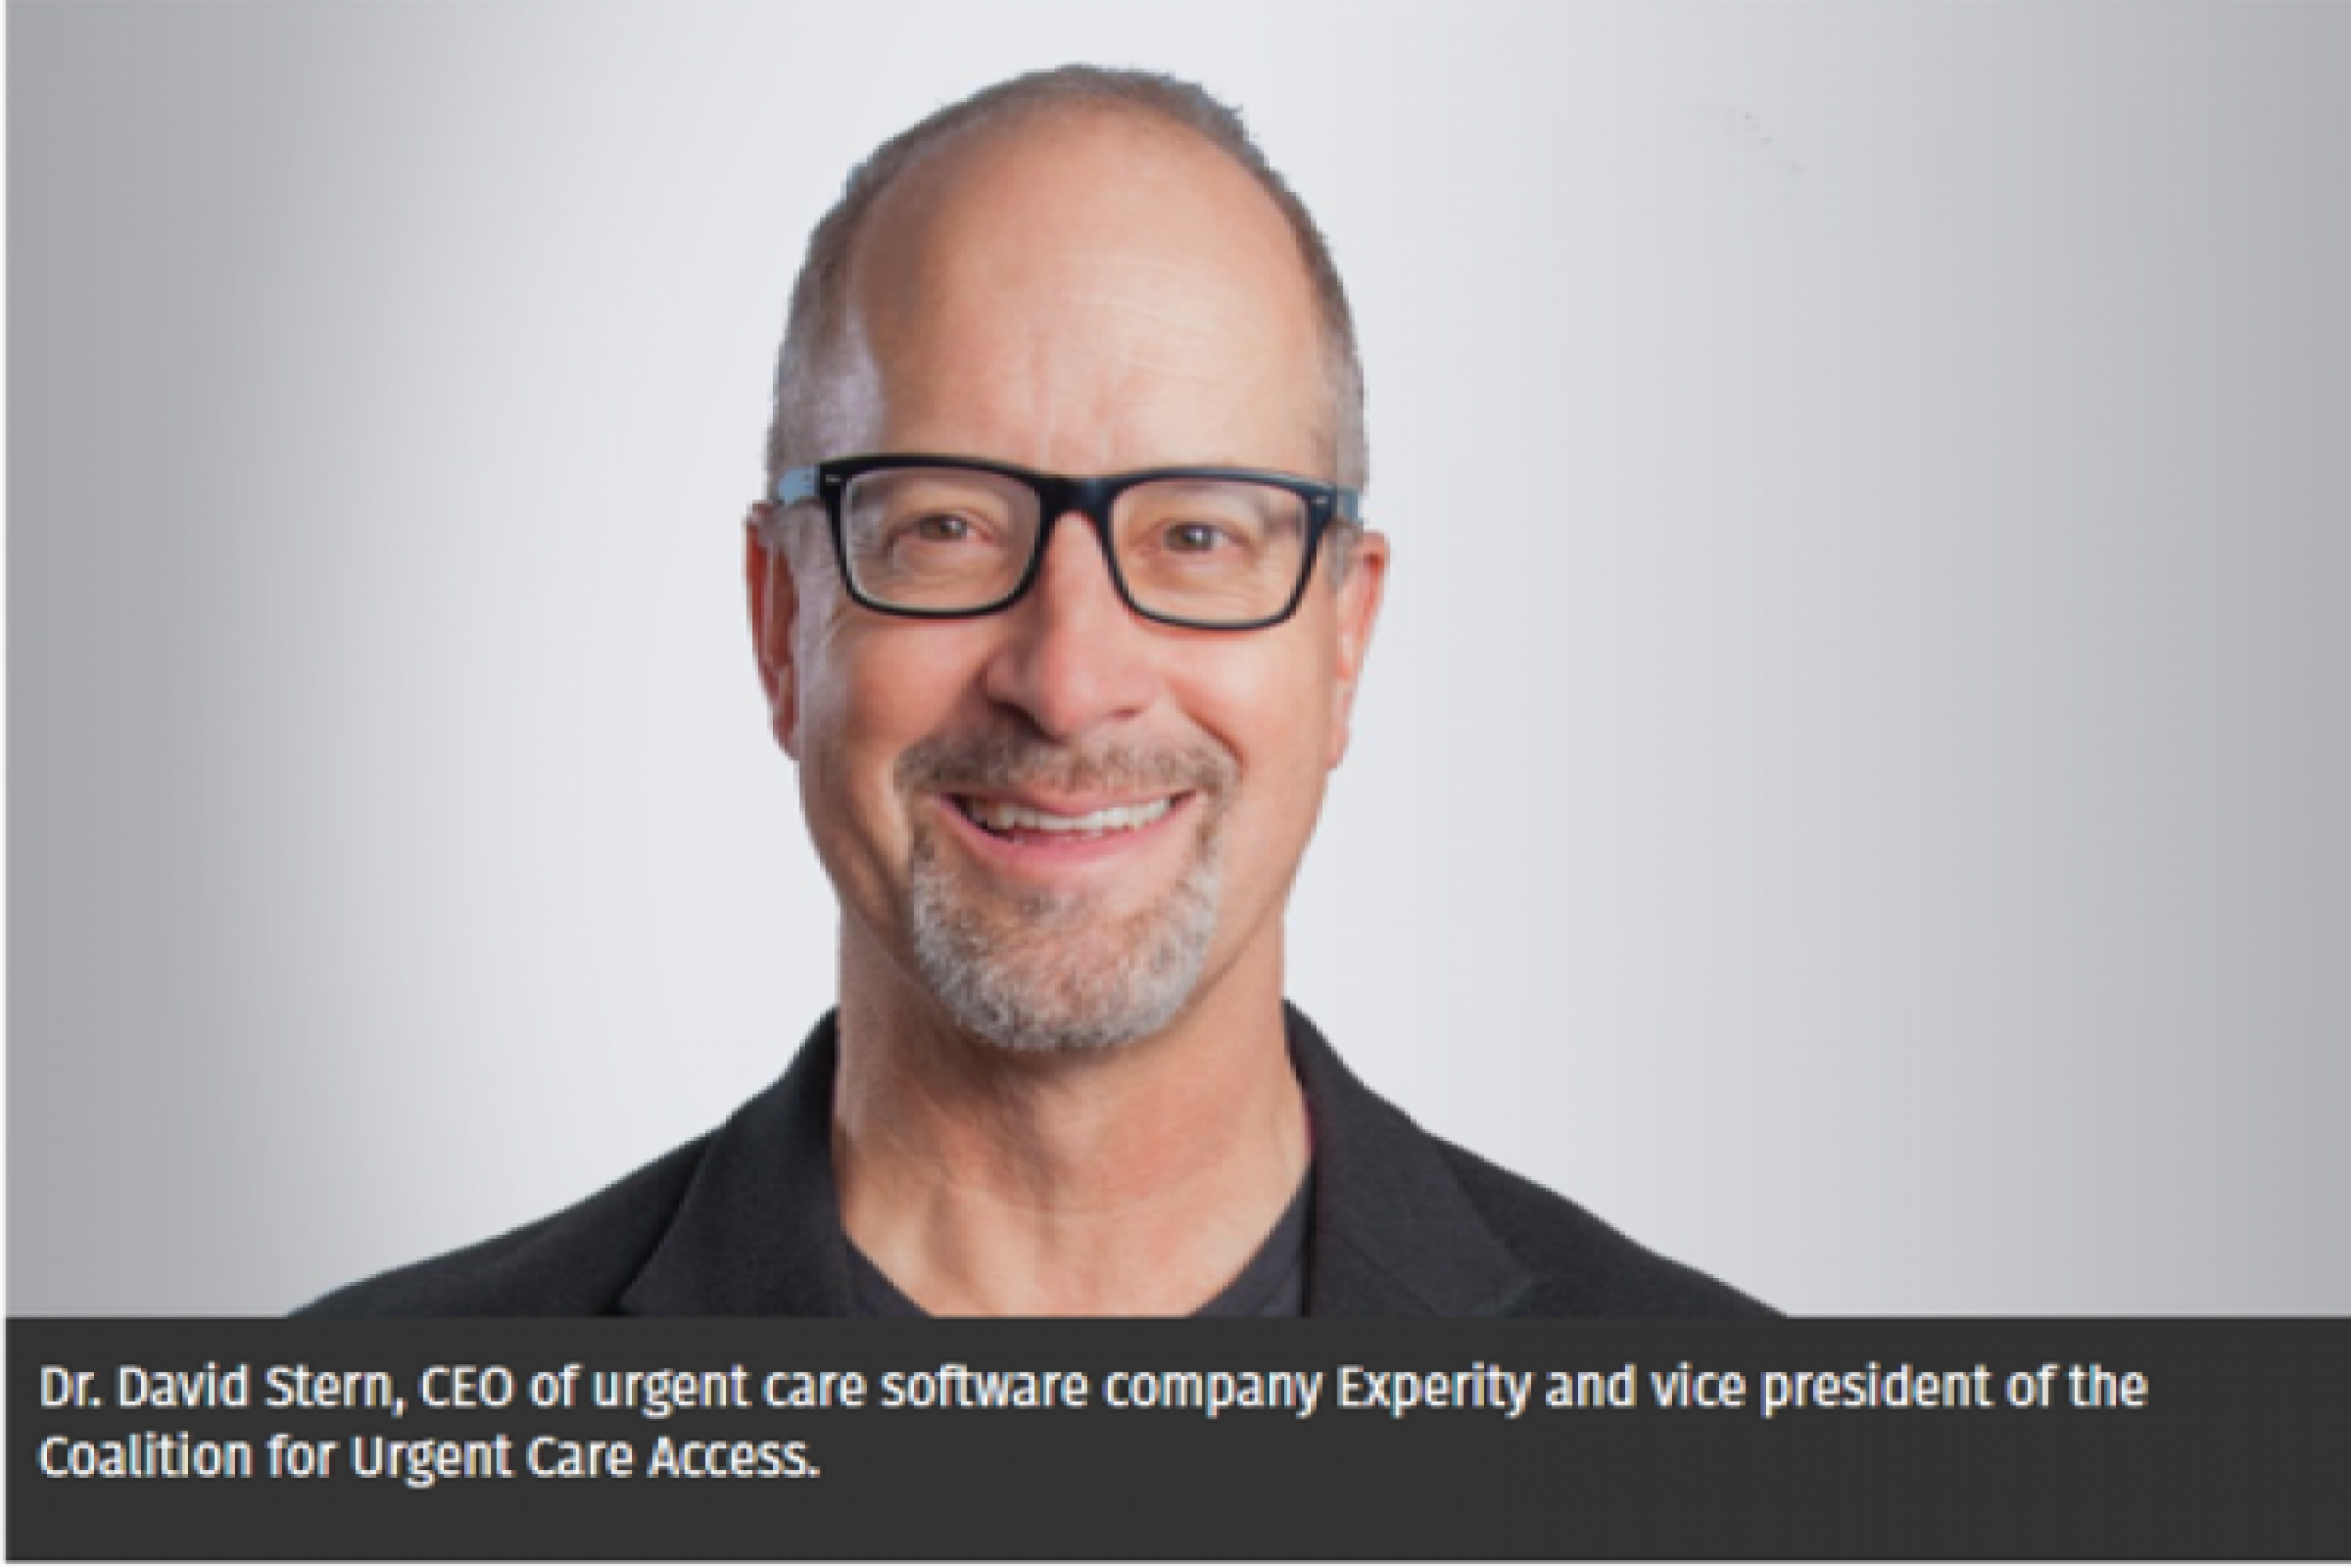 Dr. David Stern, CEO of urgent care software company Experity and vice president of the
Coalition for Urgent Care Access.